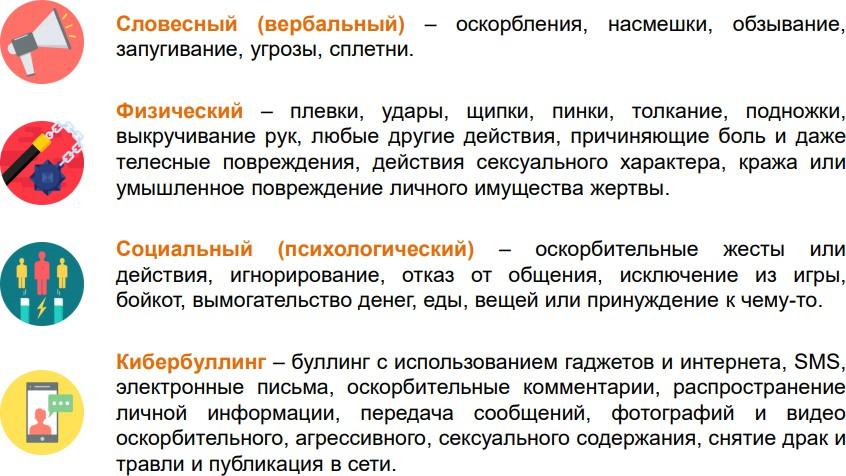 Словесный (вербальный) – оскорбления, насмешки, обзывание,
запугивание, угрозы, сплетни.
Физический – плевки, удары, щипки, пинки, толкание, подножки,
выкручивание рук, любые другие действия, причиняющие боль и даже
телесные повреждения, действия сексуального характера, кража или
умышленное повреждение личного имущества жертвы.
Социальный (психологический) – оскорбительные жесты или
действия, игнорирование, отказ от общения, исключение из игры,
бойкот, вымогательство денег, еды, вещей или принуждение к чему-то.
Кибербуллинг – буллинг с использованием гаджетов и интернета, SMS,
электронные письма, оскорбительные комментарии, распространение
личной информации, передача сообщений, фотографий и видео
оскорбительного, агрессивного, сексуального содержания, снятие драк и
травли и публикация в сети.